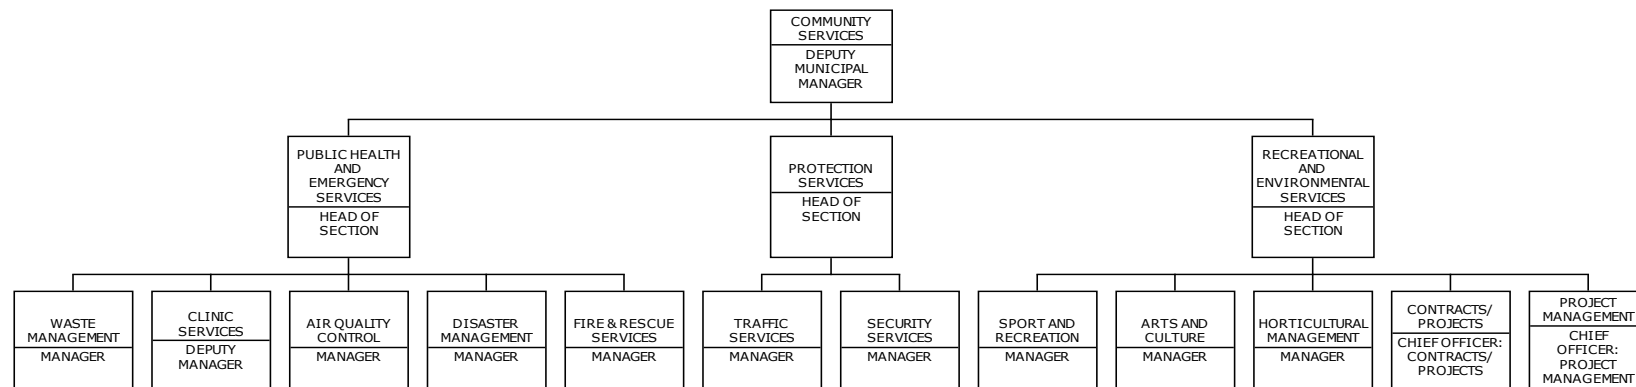 COMMUNITY
SERVICES
DEPUTY
MUNICIPAL
MANAGER
PUBLIC HEALTH
AND
EMERGENCY
SERVICES
HEAD OF
SECTION
PROTECTION
SERVICES
HEAD OF
SECTION
RECREATIONAL
AND
ENVIRONMENTAL
SERVICES
HEAD OF
SECTION
WASTE
MANAGEMENT
MANAGER
CLINIC
SERVICES
DEPUTY
MANAGER
AIR QUALITY
CONTROL
MANAGER
DISASTER
MANAGEMENT
MANAGER
FIRE & RESCUE
SERVICES
MANAGER
TRAFFIC
SERVICES
MANAGER
SECURITY
SERVICES
MANAGER
SPORT AND
RECREATION
MANAGER
ARTS AND
CULTURE
MANAGER
HORTICULTURAL
MANAGEMENT
MANAGER
CONTRACTS/
PROJECTS
CHIEF OFFICER:
CONTRACTS/
PROJECTS
PROJECT
MANAGEMENT
CHIEF
OFFICER:
PROJECT
MANAGEMENT